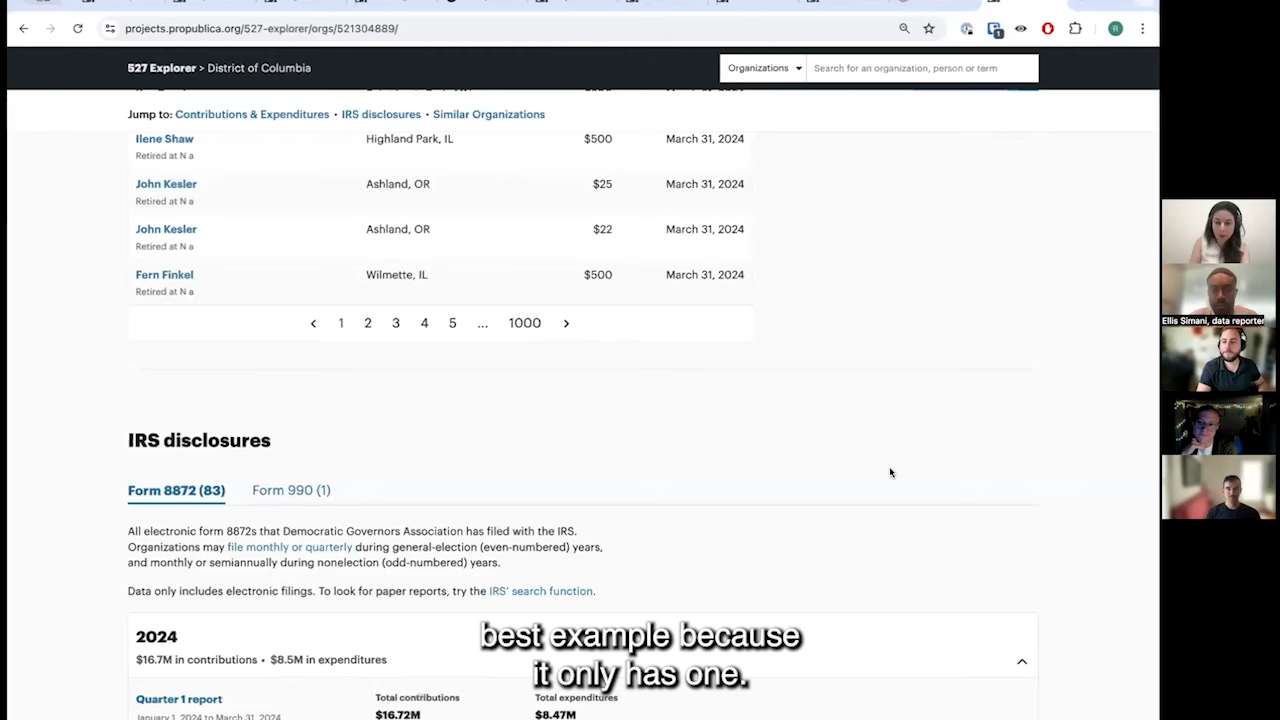 projects.propublica.org/527-explorer/orgs/521304889/
1
R
527 Explorer > District of Columbia
Organizations
Search for an organization, person or term
Jump to: Contributions & Expenditures • IRS disclosures • Similar Organizations
Ilene Shaw Highland Park, IL $500 March 31, 2024
Retired at N a
John Kesler Ashland, OR $25 March 31, 2024
Retired at N a
John Kesler Ashland, OR $22 March 31, 2024
Retired at N a
Fern Finkel Wilmette, IL $500 March 31, 2024
Retired at N a
1 2 3 4 5 ... 1000
Ellis Simani, data reporter
IRS disclosures
Form 8872 (83) Form 990 (1)
All electronic form 8872s that Democratic Governors Association has filed with the IRS.
Organizations may file monthly or quarterly during general-election (even-numbered) years,
and monthly or semiannually during nonelection (odd-numbered) years.
Data only includes electronic filings. To look for paper reports, try the IRS' search function.
2024
$16.7M in contributions • $8.5M in expenditures
best example because
it only has one.
Quarter 1 report Total contributions Total expenditures
January 1, 2024 to March 31, 2024 $16.72M $8.47M